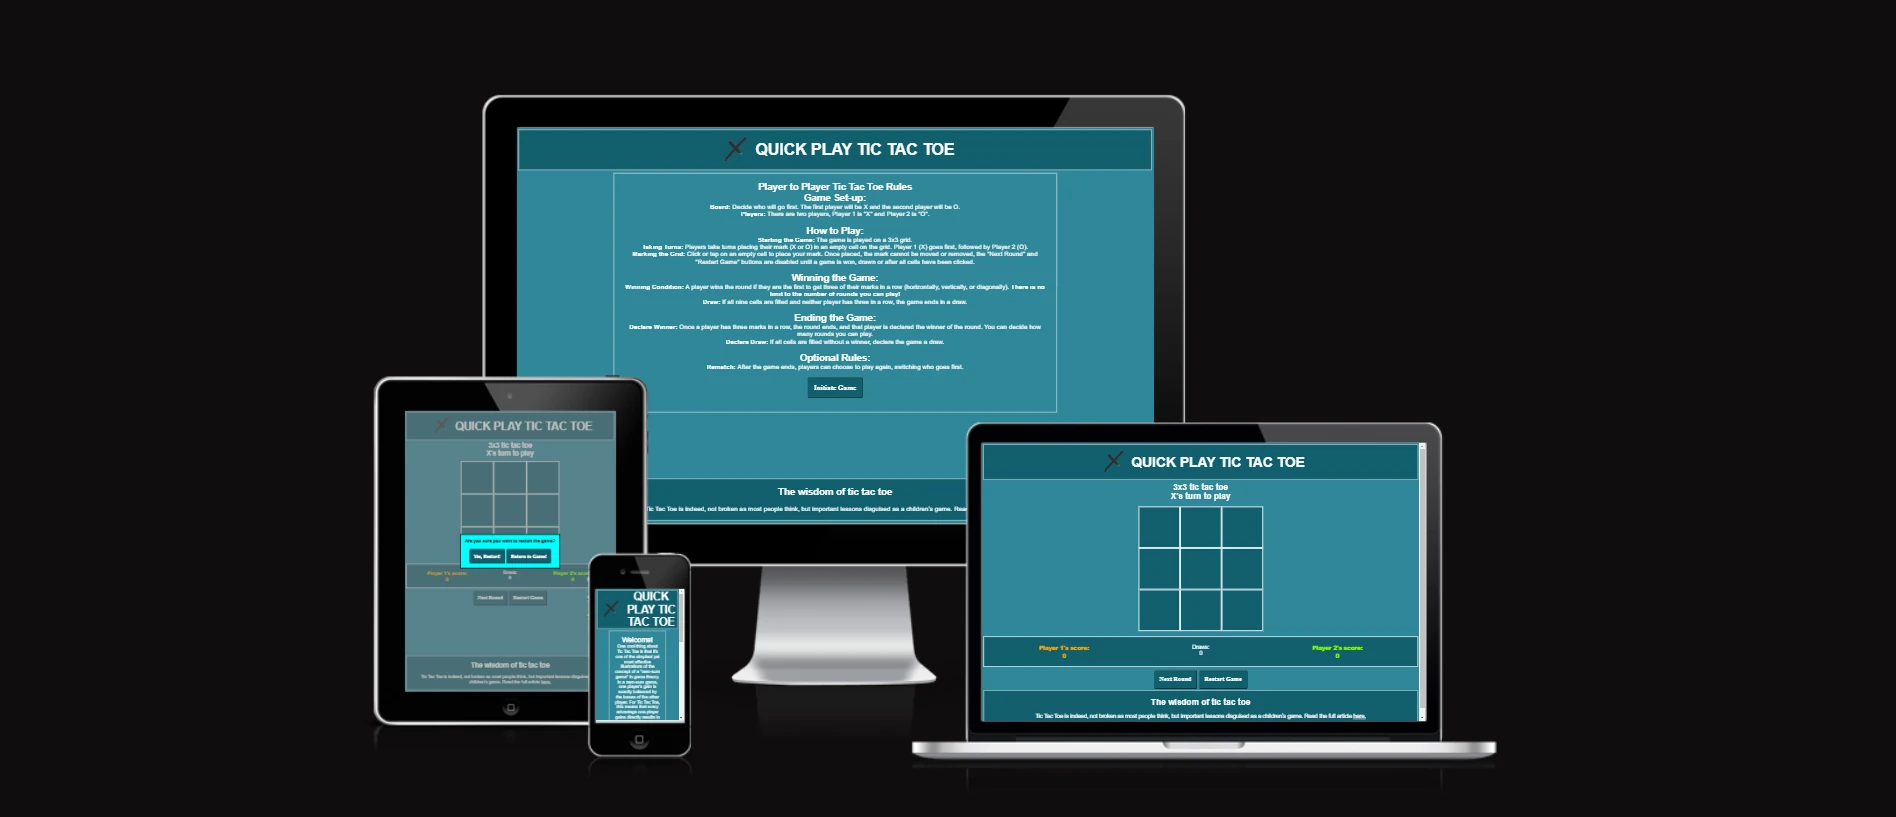 QUICK PLAY TIC TAC TOE
Player to Player Tic Tac Toe Rules
Game Set-up:
Board: Decide who will go first. The first player will be X and the second player will be O.
Players: There are two players, Player 1 is "X" and Player 2 is "O".
How to Play:
Starting the Game: The game is played on a 3x3 grid.
Taking Turns: Players take turns placing their mark (X or O) in an empty cell on the grid. Player 1 (X) goes first, followed by Player 2 (O).
Marking the Grid: Click or tap on an empty cell to place your mark. Once placed, the mark cannot be moved or removed, the "Next Round" and
"Restart Game" buttons are disabled until a game is won, drawn or after all cells have been clicked.
Winning the Game:
Winning Condition: A player wins the round if they are the first to get three of their marks in a row (horizontally, vertically, or diagonally). There is no
limit to the number of rounds you can play!
Draw: If all nine cells are filled and neither player has three in a row, the game ends in a draw.
Ending the Game:
Declare Winner: Once a player has three marks in a row, the round ends, and that player is declared the winner of the round. You can decide how
many rounds you can play.
Declare Draw: If all cells are filled without a winner, declare the game a draw.
Optional Rules:
Rematch: After the game ends, players can choose to play again, switching who goes first.
Initiate Game
The wisdom of tic tac toe
Tic Tac Toe is indeed, not broken as most people think, but important lessons disguised as a children's game. Rea
QUICK PLAY TIC TAC TOE
3x3 tic tac toe
X's turn to play
Are you sure you want to restart the game?
Yes, Restart! Return to Game!
Player 1's score:
0
Draws:
0
Player 2's score
0
Next Round Restart Game
The wisdom of tic tac toe
Tic Tac Toe is indeed, not broken as most people think, but important lessons disguised
children's game. Read the full article here.
QUICK
PLAY TIC
TAC TOE
Welcome!
One cool thing about
Tic Tac Toe is that it's
one of the simplest yet
most effective
illustrations of the
concept of a "zero-sum
game" in game theory.
In a zero-sum game,
one player's gain is
exactly balanced by
the losses of the other
player. For Tic Tac Toe,
this means that every
advantage one player
gains directly results in
QUICK PLAY TIC TAC TOE
3x3 tic tac toe
X's turn to play
Player 1's score:
0
Draws:
0
Player 2's score:
0
Next Round Restart Game
The wisdom of tic tac toe
Tic Tac Toe is indeed, not broken as most people think, but important lessons disguised as a children's game. Read the full article here.